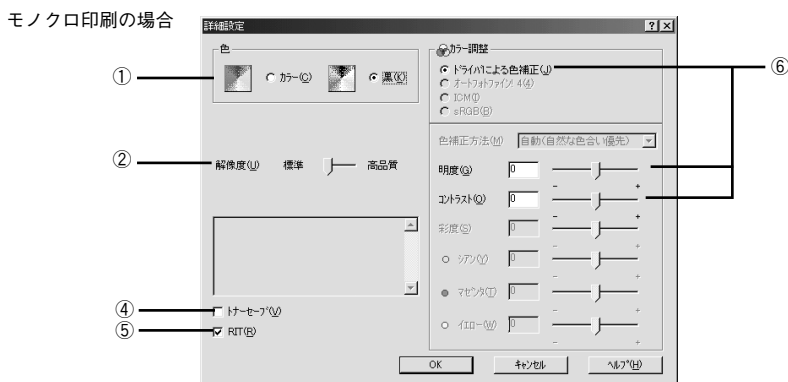 モノクロ印刷の場合
詳細設定
色
① カラー(C) 黒(K)
② 解像度(U) 標準 高品質
④ トナーセーブ(V)
⑤ RIT(R)
カラー調整
ドライバによる色補正(J) ⑥
オートフォトファイン!4(4)
ICM(I)
sRGB(B)
色補正方法(M) 自動(自然な色合い優先)
明度(G) 0 - +
コントラスト(O) 0 - +
彩度(S) 0 - +
シアン(Y) 0 - +
マゼンタ(T) 0 - +
イエロー(W) 0 - +
OK キャンセル ヘルプ(H)